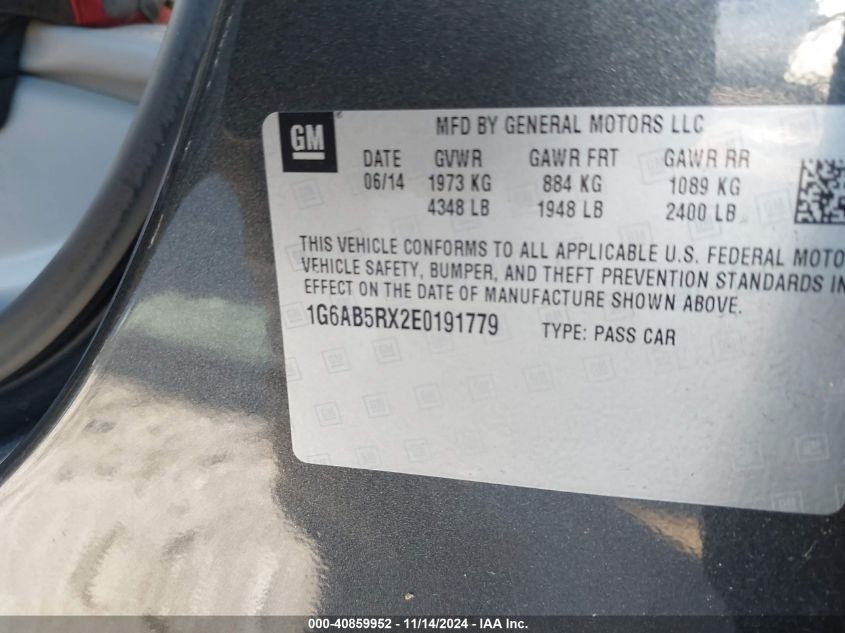 GM
®
MFD BY GENERAL MOTORS LLC
DATE GVWR GAWR FRT GAWR RR
06/14 1973 KG 884 KG 1089 KG
4348 LB 1948 LB 2400 LB
THIS VEHICLE CONFORMS TO ALL APPLICABLE U.S. FEDERAL MOTO
VEHICLE SAFETY, BUMPER, AND THEFT PREVENTION STANDARDS IN
EFFECT ON THE DATE OF MANUFACTURE SHOWN ABOVE.
1G6AB5RX2E0191779 TYPE: PASS CAR
000-40859952 - 11/14/2024 - IAA Inc.